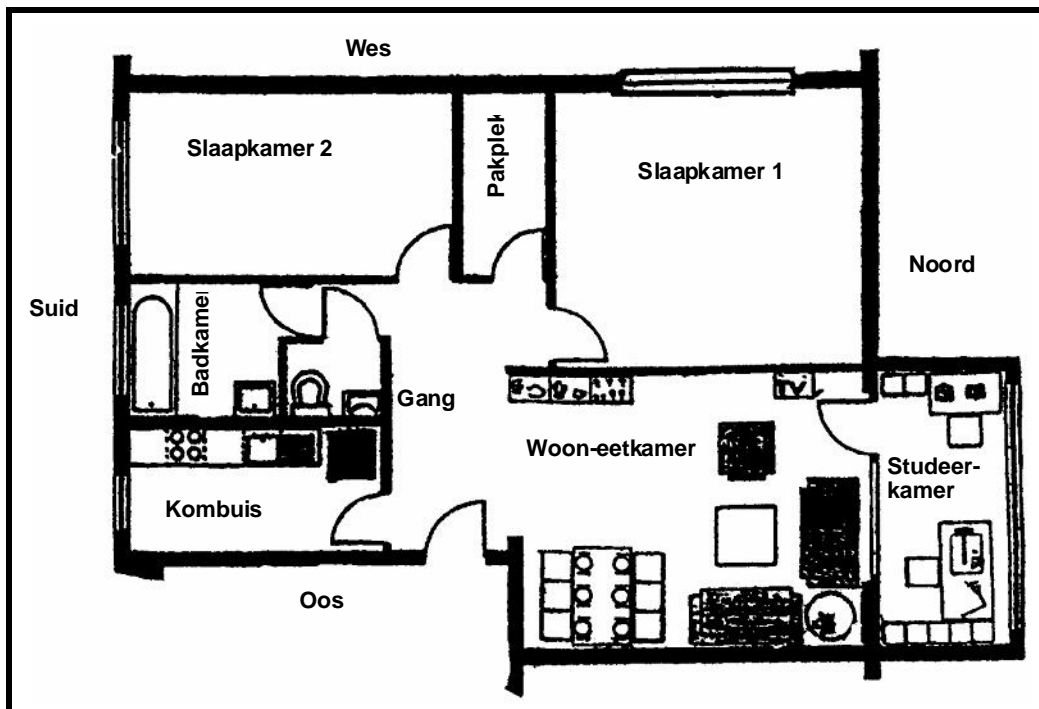 Wes
Slaapkamer 2
Pakplek
Slaapkamer 1
Noord
Suid
Badkamer
Gang
TV
Woon-eetkamer
Studeer-
kamer
Kombuis
Oos